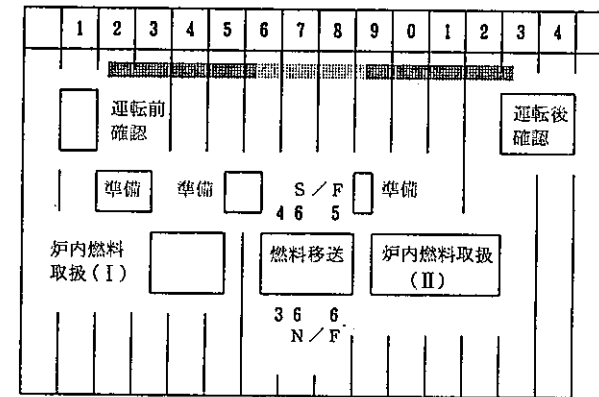 1 2 3 4 5 6 7 8 9 0 1 2 3 4
運転前
確認
運転後
確認
準備
準備
S/F
準備
4 6 5
炉内燃料
取扱(I)
燃料移送
炉内燃料取扱
(II)
3 6 6
N/F